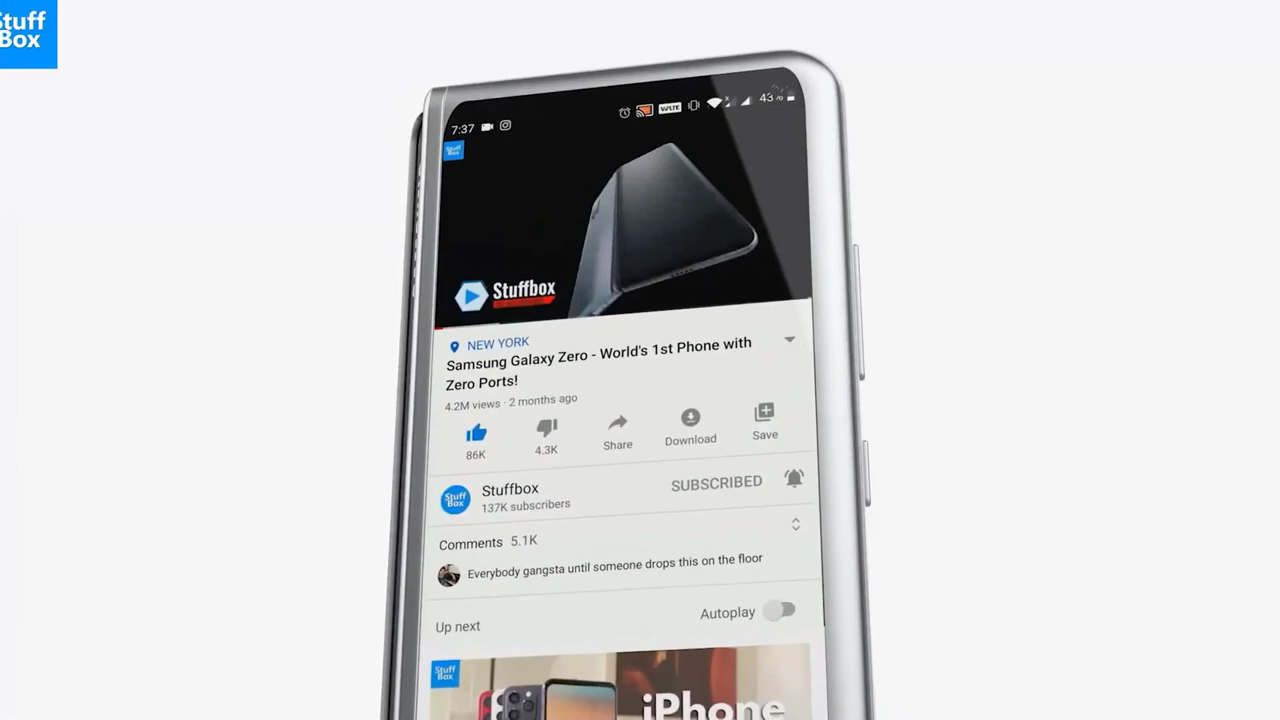 Stuff
Box
7:37
VoLTE
43%
Stuff
Box
Stuffbox
NEW YORK
Samsung Galaxy Zero - World's 1st Phone with
Zero Ports!
4.2M views · 2 months ago
86K
4.3K
Share
Download
Save
Stuff
Box
Stuffbox
SUBSCRIBED
137K subscribers
Comments 5.1K
Everybody gangsta until someone drops this on the floor
Up next
Autoplay
Stuff
Box
iPhone